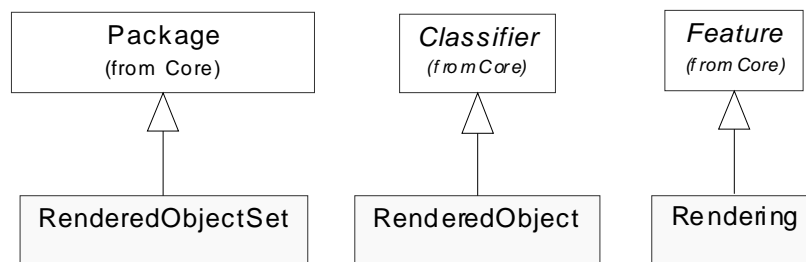 Package
(from Core)
Classifier
(from Core)
Feature
(from Core)
RenderedObjectSet
RenderedObject
Rendering